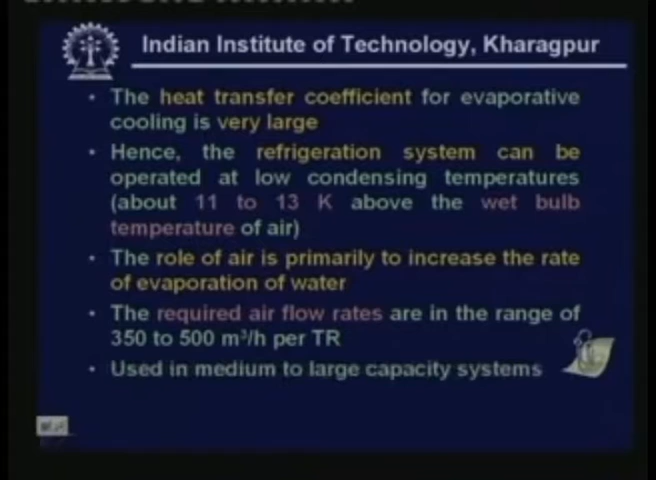 Indian Institute of Technology, Kharagpur
• The heat transfer coefficient for evaporative
cooling is very large
• Hence, the refrigeration system can be
operated at low condensing temperatures
(about 11 to 13 K above the wet bulb
temperature of air)
• The role of air is primarily to increase the rate
of evaporation of water
• The required air flow rates are in the range of
350 to 500 m³/h per TR
• Used in medium to large capacity systems